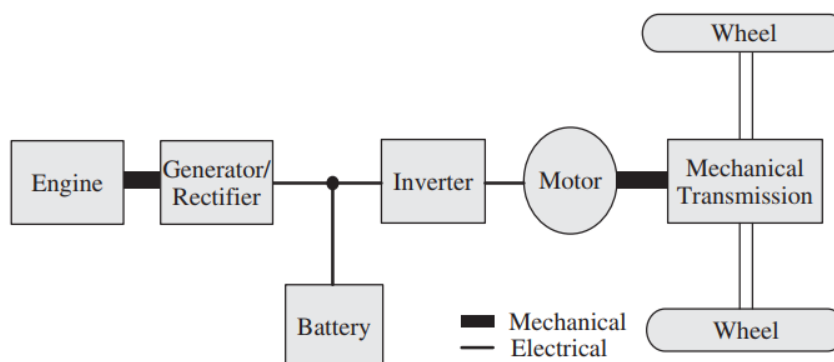 Wheel
Engine
Generator/
Rectifier
Inverter
Motor
Mechanical
Transmission
Battery
Mechanical
Electrical
Wheel